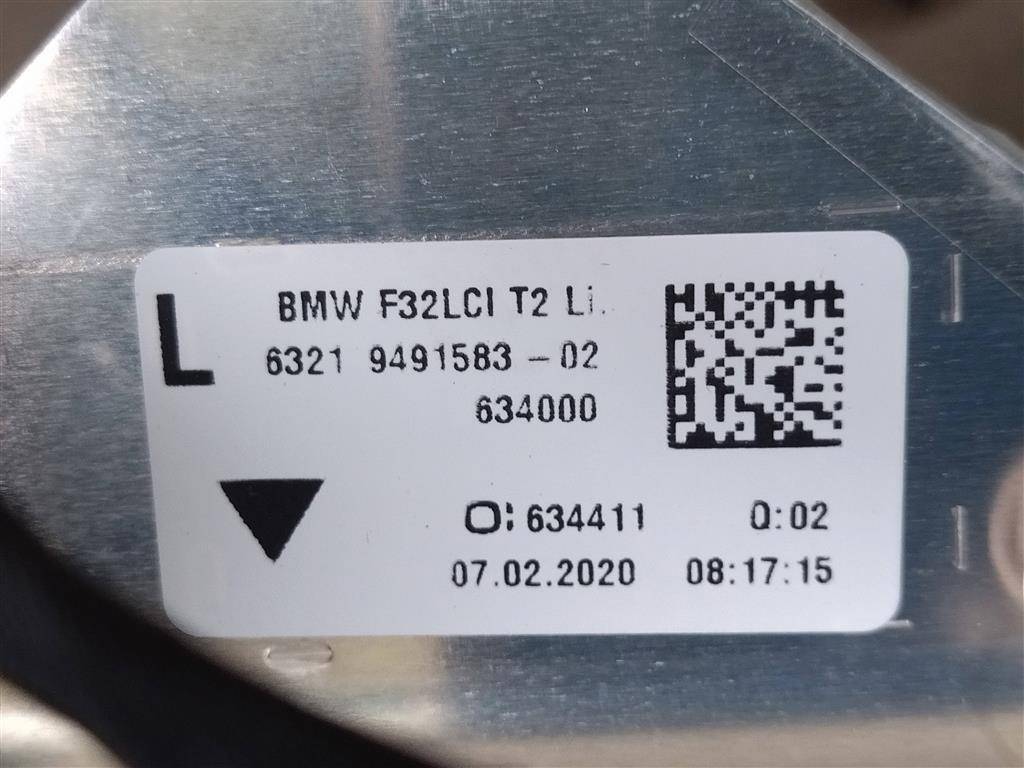 L
BMW F32LCI T2 Li.
6321 9491583-02
634000
O: 634411 Q:02
07.02.2020 08:17:15